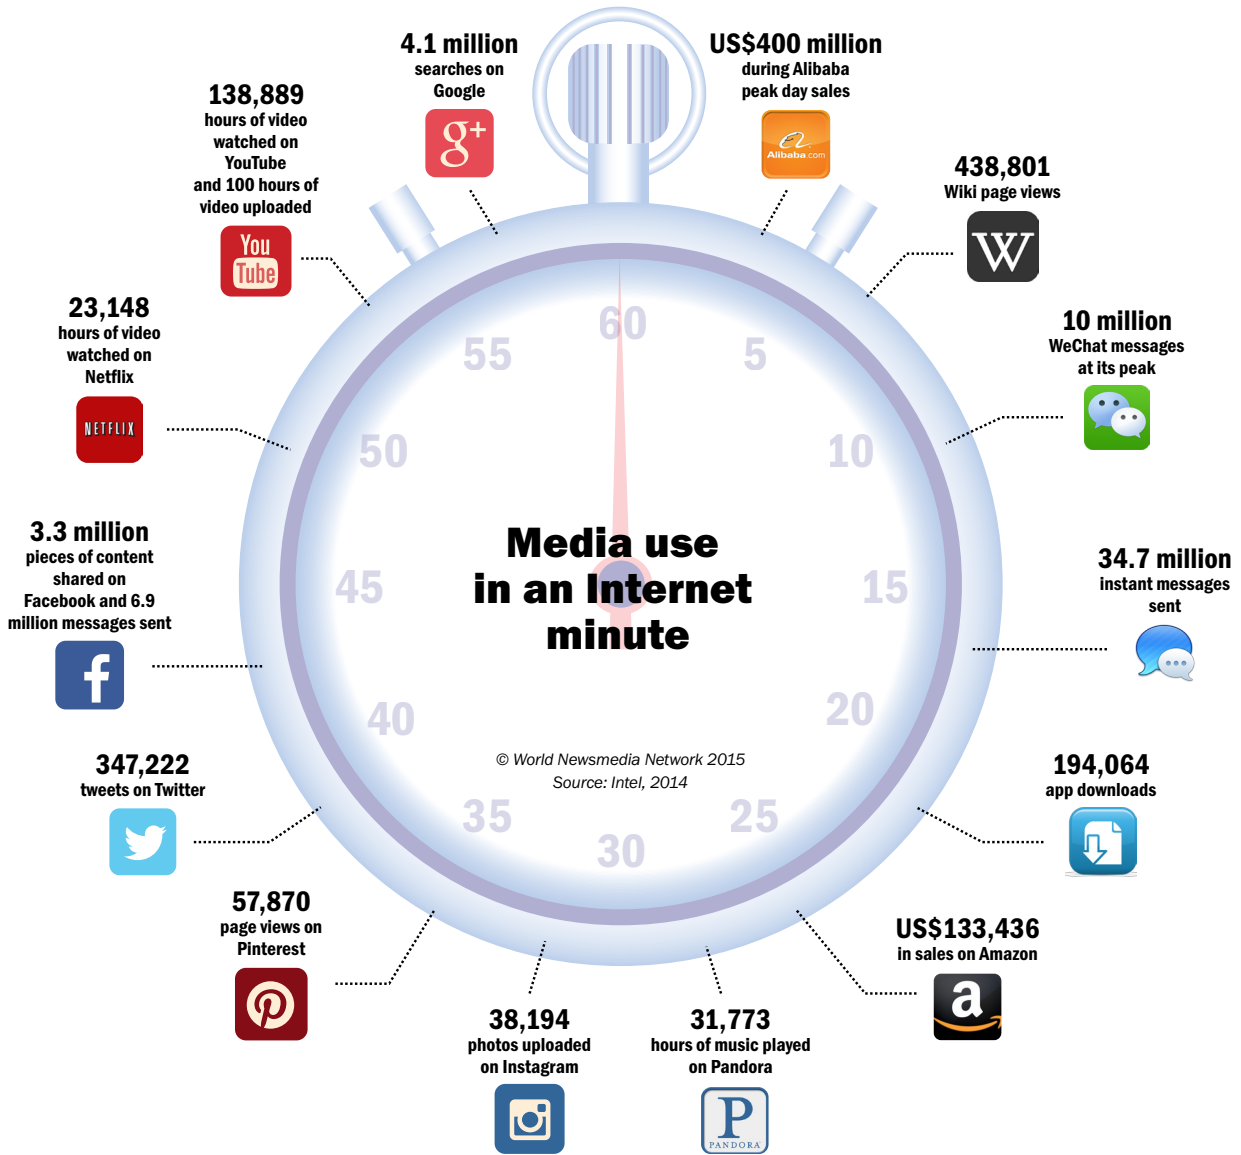 4.1 million
searches on
Google
g+
US$400 million
during Alibaba
peak day sales
Alibaba.com
138,889
hours of video
watched on
YouTube
and 100 hours of
video uploaded
You
Tube
438,801
Wiki page views
W
23,148
hours of video
watched on
Netflix
NETFLIX
10 million
WeChat messages
at its peak
60
55
5
50
10
45
15
40
20
35
25
30
Media use
in an Internet
minute
© World Newsmedia Network 2015
Source: Intel, 2014
3.3 million
pieces of content
shared on
Facebook and 6.9
million messages sent
f
34.7 million
instant messages
sent
347,222
tweets on Twitter
194,064
app downloads
57,870
page views on
Pinterest
P
US$133,436
in sales on Amazon
a
38,194
photos uploaded
on Instagram
31,773
hours of music played
on Pandora
P
PANDORA